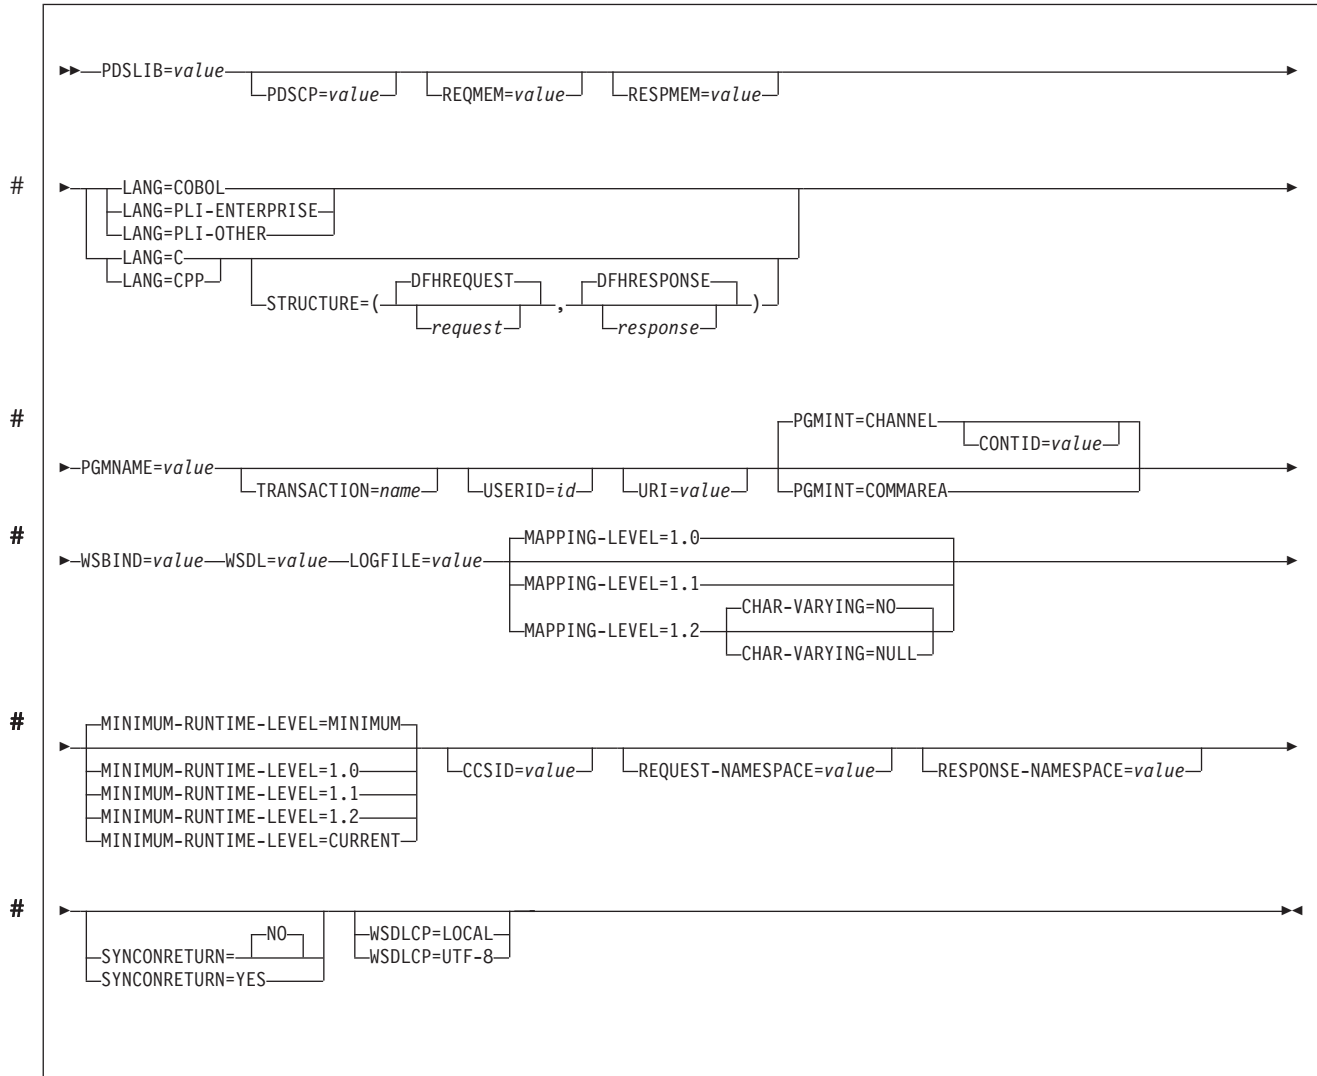 PDSLIB=value
PDSCP=value REQMEM=value RESPMEM=value
# LANG=COBOL
LANG=PLI-ENTERPRISE
LANG=PLI-OTHER
LANG=C
LANG=CPP DFHREQUEST DFHRESPONSE
STRUCTURE=( , )
request response
# PGMINT=CHANNEL
CONTID=value
PGMNAME=value
TRANSACTION=name USERID=id URI=value PGMINT=COMMAREA
# MAPPING-LEVEL=1.0
WSBIND=value WSDL=value LOGFILE=value
MAPPING-LEVEL=1.1
CHAR-VARYING=NO
MAPPING-LEVEL=1.2
CHAR-VARYING=NULL
# MINIMUM-RUNTIME-LEVEL=MINIMUM
MINIMUM-RUNTIME-LEVEL=1.0 CCSID=value REQUEST-NAMESPACE=value RESPONSE-NAMESPACE=value
MINIMUM-RUNTIME-LEVEL=1.1
MINIMUM-RUNTIME-LEVEL=1.2
MINIMUM-RUNTIME-LEVEL=CURRENT
#
NO WSDLCP=LOCAL
SYNCONRETURN= WSDLCP=UTF-8
SYNCONRETURN=YES